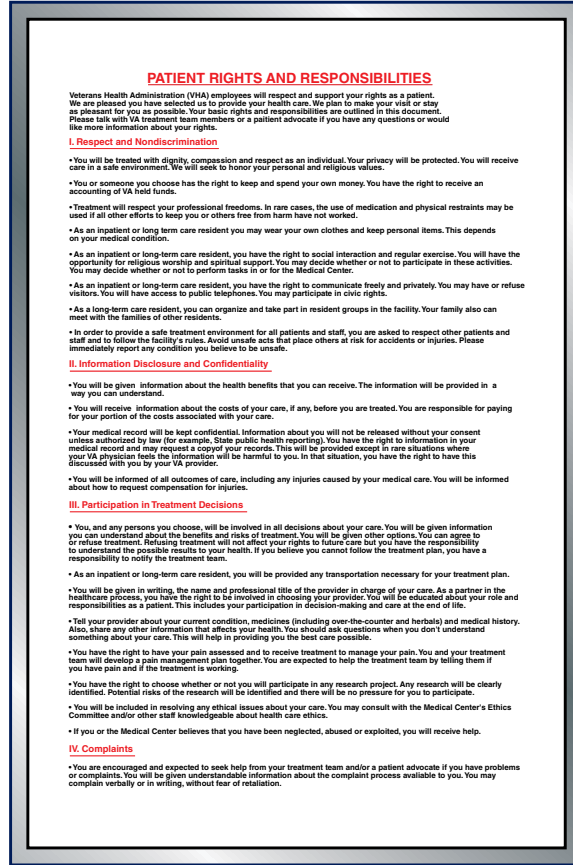 PATIENT RIGHTS AND RESPONSIBILITIES
Veterans Health Administration (VHA) employees will respect and support your rights as a patient.
We are pleased you have selected us to provide your health care. We plan to make your visit or stay
as pleasant for you as possible. Your basic rights and responsibilities are outlined in this document.
Please talk with VA treatment team members or a paitient advocate if you have any questions or would
like more information about your rights.
I. Respect and Nondiscrimination
• You will be treated with dignity, compassion and respect as an individual. Your privacy will be protected. You will receive
care in a safe environment. We will seek to honor your personal and religious values.
• You or someone you choose has the right to keep and spend your own money. You have the right to receive an
accounting of VA held funds.
• Treatment will respect your professional freedoms. In rare cases, the use of medication and physical restraints may be
used if all other efforts to keep you or others free from harm have not worked.
• As an inpatient or long term care resident you may wear your own clothes and keep personal items. This depends
on your medical condition.
• As an inpatient or long-term care resident, you have the right to social interaction and regular exercise. You will have the
opportunity for religious worship and spiritual support. You may decide whether or not to participate in these activities.
You may decide whether or not to perform tasks in or for the Medical Center.
• As an inpatient or long-term care resident, you have the right to communicate freely and privately. You may have or refuse
visitors. You will have access to public telephones. You may participate in civic rights.
• As a long-term care resident, you can organize and take part in resident groups in the facility. Your family also can
meet with the families of other residents.
• In order to provide a safe treatment environment for all patients and staff, you are asked to respect other patients and
staff and to follow the facility's rules. Avoid unsafe acts that place others at risk for accidents or injuries. Please
immediately report any condition you believe to be unsafe.
II. Information Disclosure and Confidentiality
• You will be given information about the health benefits that you can receive. The information will be provided in a
way you can understand.
• You will receive information about the costs of your care, if any, before you are treated. You are responsible for paying
for your portion of the costs associated with your care.
• Your medical record will be kept confidential. Information about you will not be released without your consent
unless authorized by law (for example, State public health reporting). You have the right to information in your
medical record and may request a copyof your records. This will be provided except in rare situations where
your VA physician feels the information will be harmful to you. In that situation, you have the right to have this
discussed with you by your VA provider.
• You will be informed of all outcomes of care, including any injuries caused by your medical care. You will be informed
about how to request compensation for injuries.
III. Participation in Treatment Decisions
• You, and any persons you choose, will be involved in all decisions about your care. You will be given information
you can understand about the benefits and risks of treatment. You will be given other options. You can agree to
or refuse treatment. Refusing treatment will not affect your rights to future care but you have the responsibility
to understand the possible results to your health. If you believe you cannot follow the treatment plan, you have a
responsibility to notify the treatment team.
• As an inpatient or long-term care resident, you will be provided any transportation necessary for your treatment plan.
• You will be given in writing, the name and professional title of the provider in charge of your care. As a partner in the
healthcare process, you have the right to be involved in choosing your provider. You will be educated about your role and
responsibilities as a patient. This includes your participation in decision-making and care at the end of life.
• Tell your provider about your current condition, medicines (including over-the-counter and herbals) and medical history.
Also, share any other information that affects your health. You should ask questions when you don't understand
something about your care. This will help in providing you the best care possible.
• You have the right to have your pain assessed and to receive treatment to manage your pain. You and your treatment
team will develop a pain management plan together. You are expected to help the treatment team by telling them if
you have pain and if the treatment is working.
• You have the right to choose whether or not you will participate in any research project. Any research will be clearly
identified. Potential risks of the research will be identified and there will be no pressure for you to participate.
• You will be included in resolving any ethical issues about your care. You may consult with the Medical Center's Ethics
Committee and/or other staff knowledgeable about health care ethics.
• If you or the Medical Center believes that you have been neglected, abused or exploited, you will receive help.
IV. Complaints
• You are encouraged and expected to seek help from your treatment team and/or a patient advocate if you have problems
or complaints. You will be given understandable information about the complaint process avaliable to you. You may
complain verbally or in writing, without fear of retaliation.